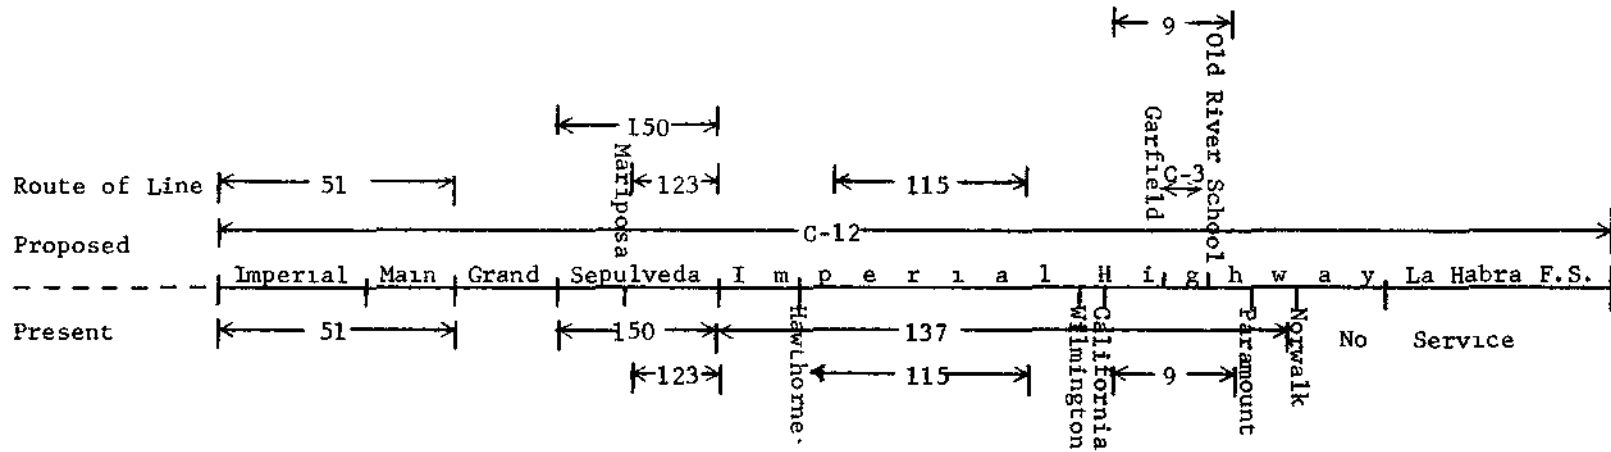 9
Old River School
150
Garfield
Mariposa
C-3
Route of Line 51 123 115
C-12
Proposed
Imperial Main Grand Sepulveda Imperial Highway La Habra F.S.
Present 51 150 137 No Service
Hawthorne.
Wilmington
California
Paramount
Norwalk
123 115 9